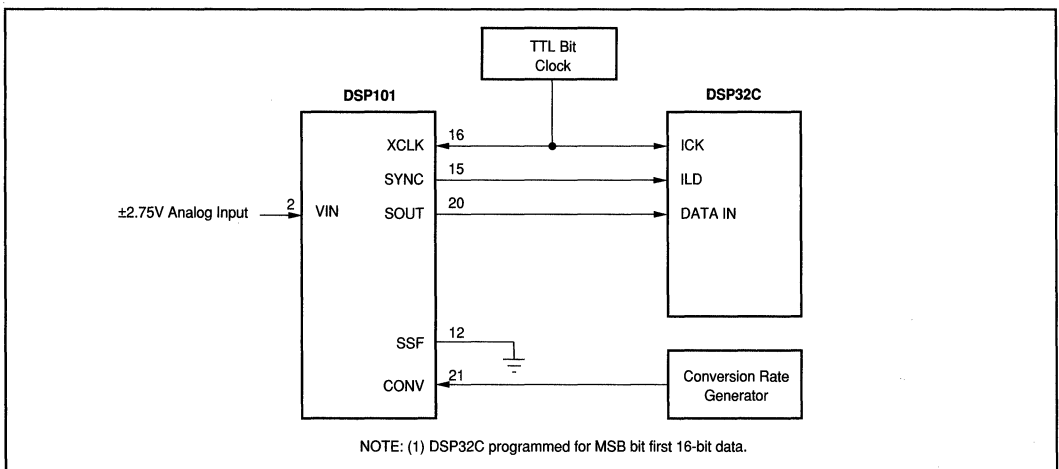 TTL Bit
Clock
DSP101
DSP32C
XCLK
16
ICK
SYNC
15
ILD
±2.75V Analog Input
2
VIN
SOUT
20
DATA IN
SSF
12
CONV
21
Conversion Rate
Generator
NOTE: (1) DSP32C programmed for MSB bit first 16-bit data.